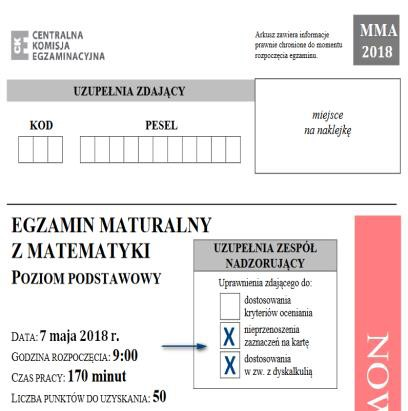 CENTRALNA
KOMISJA
EGZAMINACYJNA
CKE
Arkusz zawiera informacje
prawnie chronione do momentu
rozpoczęcia egzaminu.
MMA
2018
UZUPEŁNIA ZDAJĄCY
KOD PESEL
miejsce
na naklejkę
EGZAMIN MATURALNY
Z MATEMATYKI
POZIOM PODSTAWOWY
DATA: 7 maja 2018 r.
GODZINA ROZPOCZĘCIA: 9:00
CZAS PRACY: 170 minut
LICZBA PUNKTÓW DO UZYSKANIA: 50
UZUPEŁNIA ZESPÓŁ
NADZORUJĄCY
Uprawnienia zdającego do:
dostosowania
kryteriów oceniania
X nieprzenoszenia
zaznaczeń na kartę
X dostosowania
w zw. z dyskalkulią
NOW